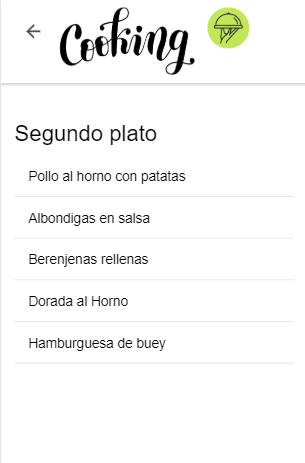 Cooking
Segundo plato
Pollo al horno con patatas
Albondigas en salsa
Berenjenas rellenas
Dorada al Horno
Hamburguesa de buey